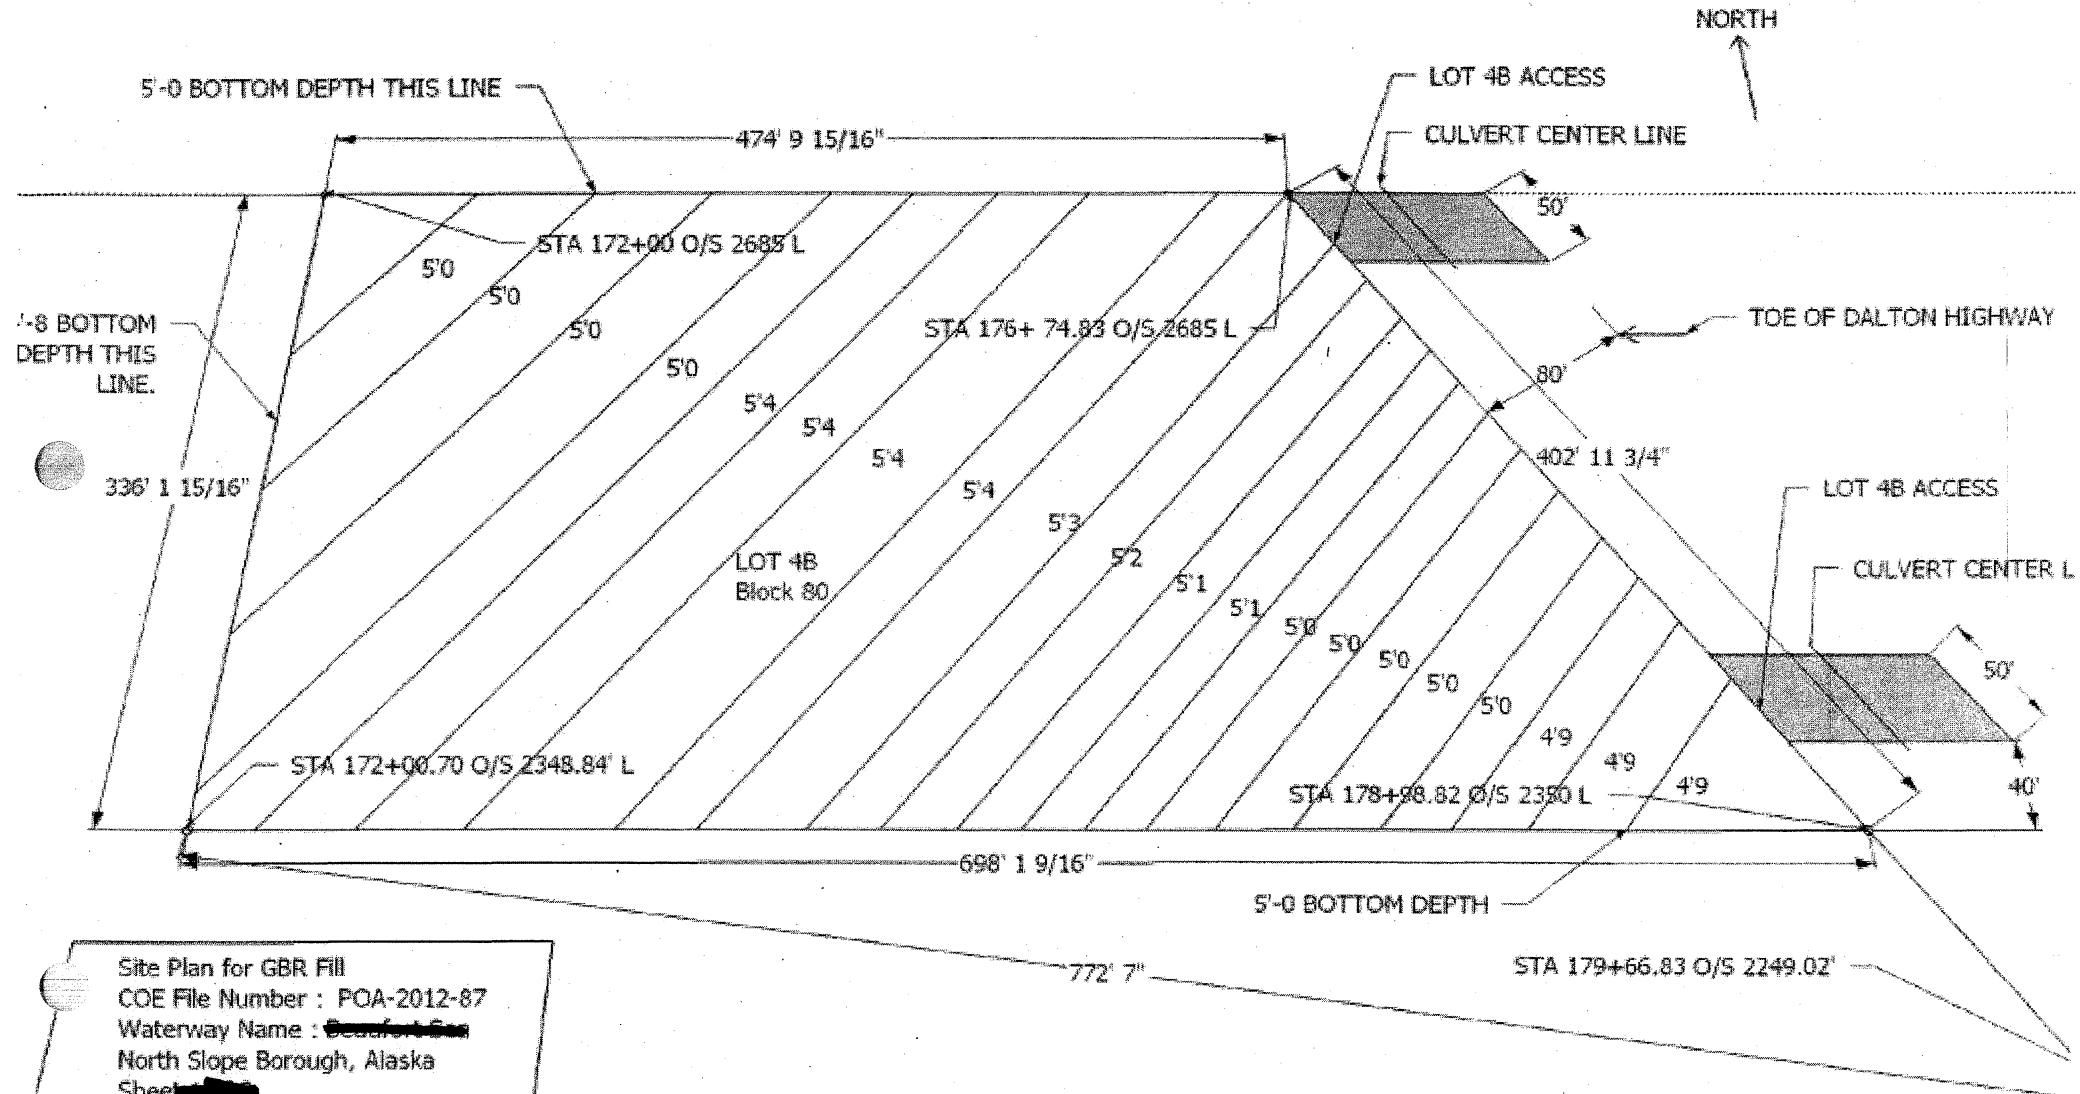 NORTH
5'-0 BOTTOM DEPTH THIS LINE
LOT 4B ACCESS
CULVERT CENTER LINE
474' 9 15/16"
50'
STA 172+00 O/S 2685 L
5'0
5'0
5'0
5'0
5'4
5'4
5'4
5'4
5'3
5'2
5'1
5'1
5'0
5'0
5'0
5'0
5'0
4'9
4'9
4'9
-8 BOTTOM
DEPTH THIS
LINE.
STA 176+ 74.83 O/S 2685 L
TOE OF DALTON HIGHWAY
80'
402' 11 3/4"
336' 1 15/16"
LOT 4B ACCESS
LOT 4B
Block 80
CULVERT CENTER L
50'
STA 172+00.70 O/S 2348.84' L
STA 178+98.82 O/S 2350 L
40'
698' 1 9/16"
5'-0 BOTTOM DEPTH
772' 7"
STA 179+66.83 O/S 2249.02'
Site Plan for GBR Fill
COE File Number : POA-2012-87
Waterway Name :
North Slope Borough, Alaska
Sheet